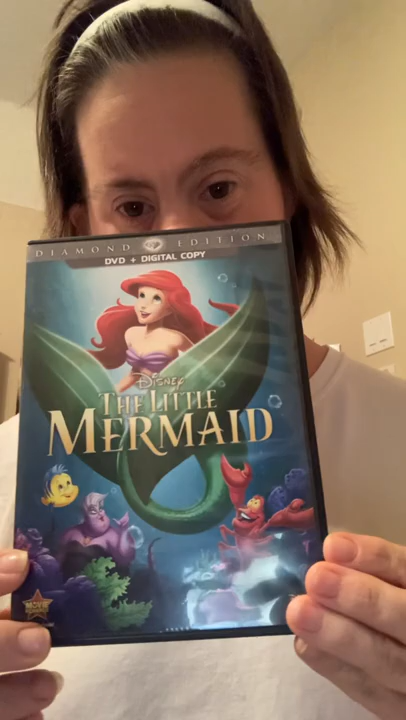 DIAMOND EDITION
DVD + DIGITAL COPY
DISNEY
THE LITTLE
MERMAID